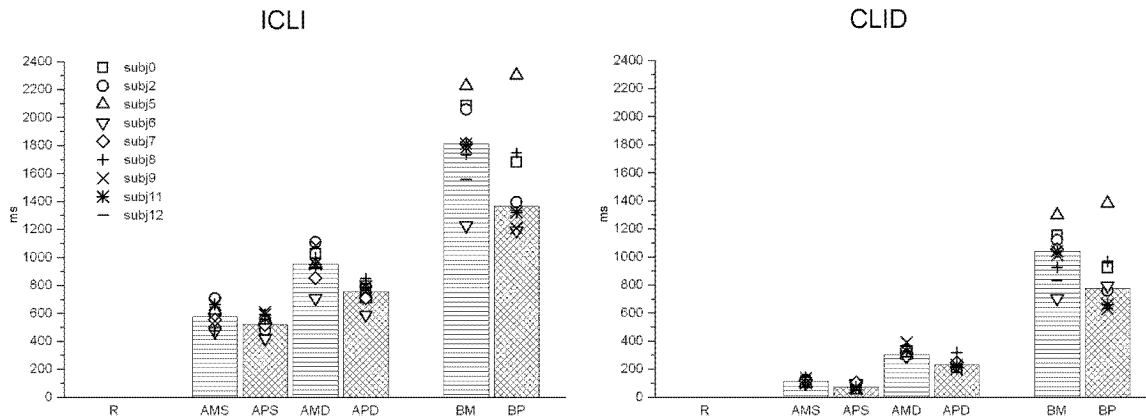 ICLI
CLID
2400
2200
2000
1800
1600
1400
1200
1000
800
600
400
200
0
ms
subj0
subj2
subj5
subj6
subj7
subj8
subj9
subj11
subj12
R AMS APS AMD APD BM BP
2400
2200
2000
1800
1600
1400
1200
1000
800
600
400
200
0
ms
R AMS APS AMD APD BM BP